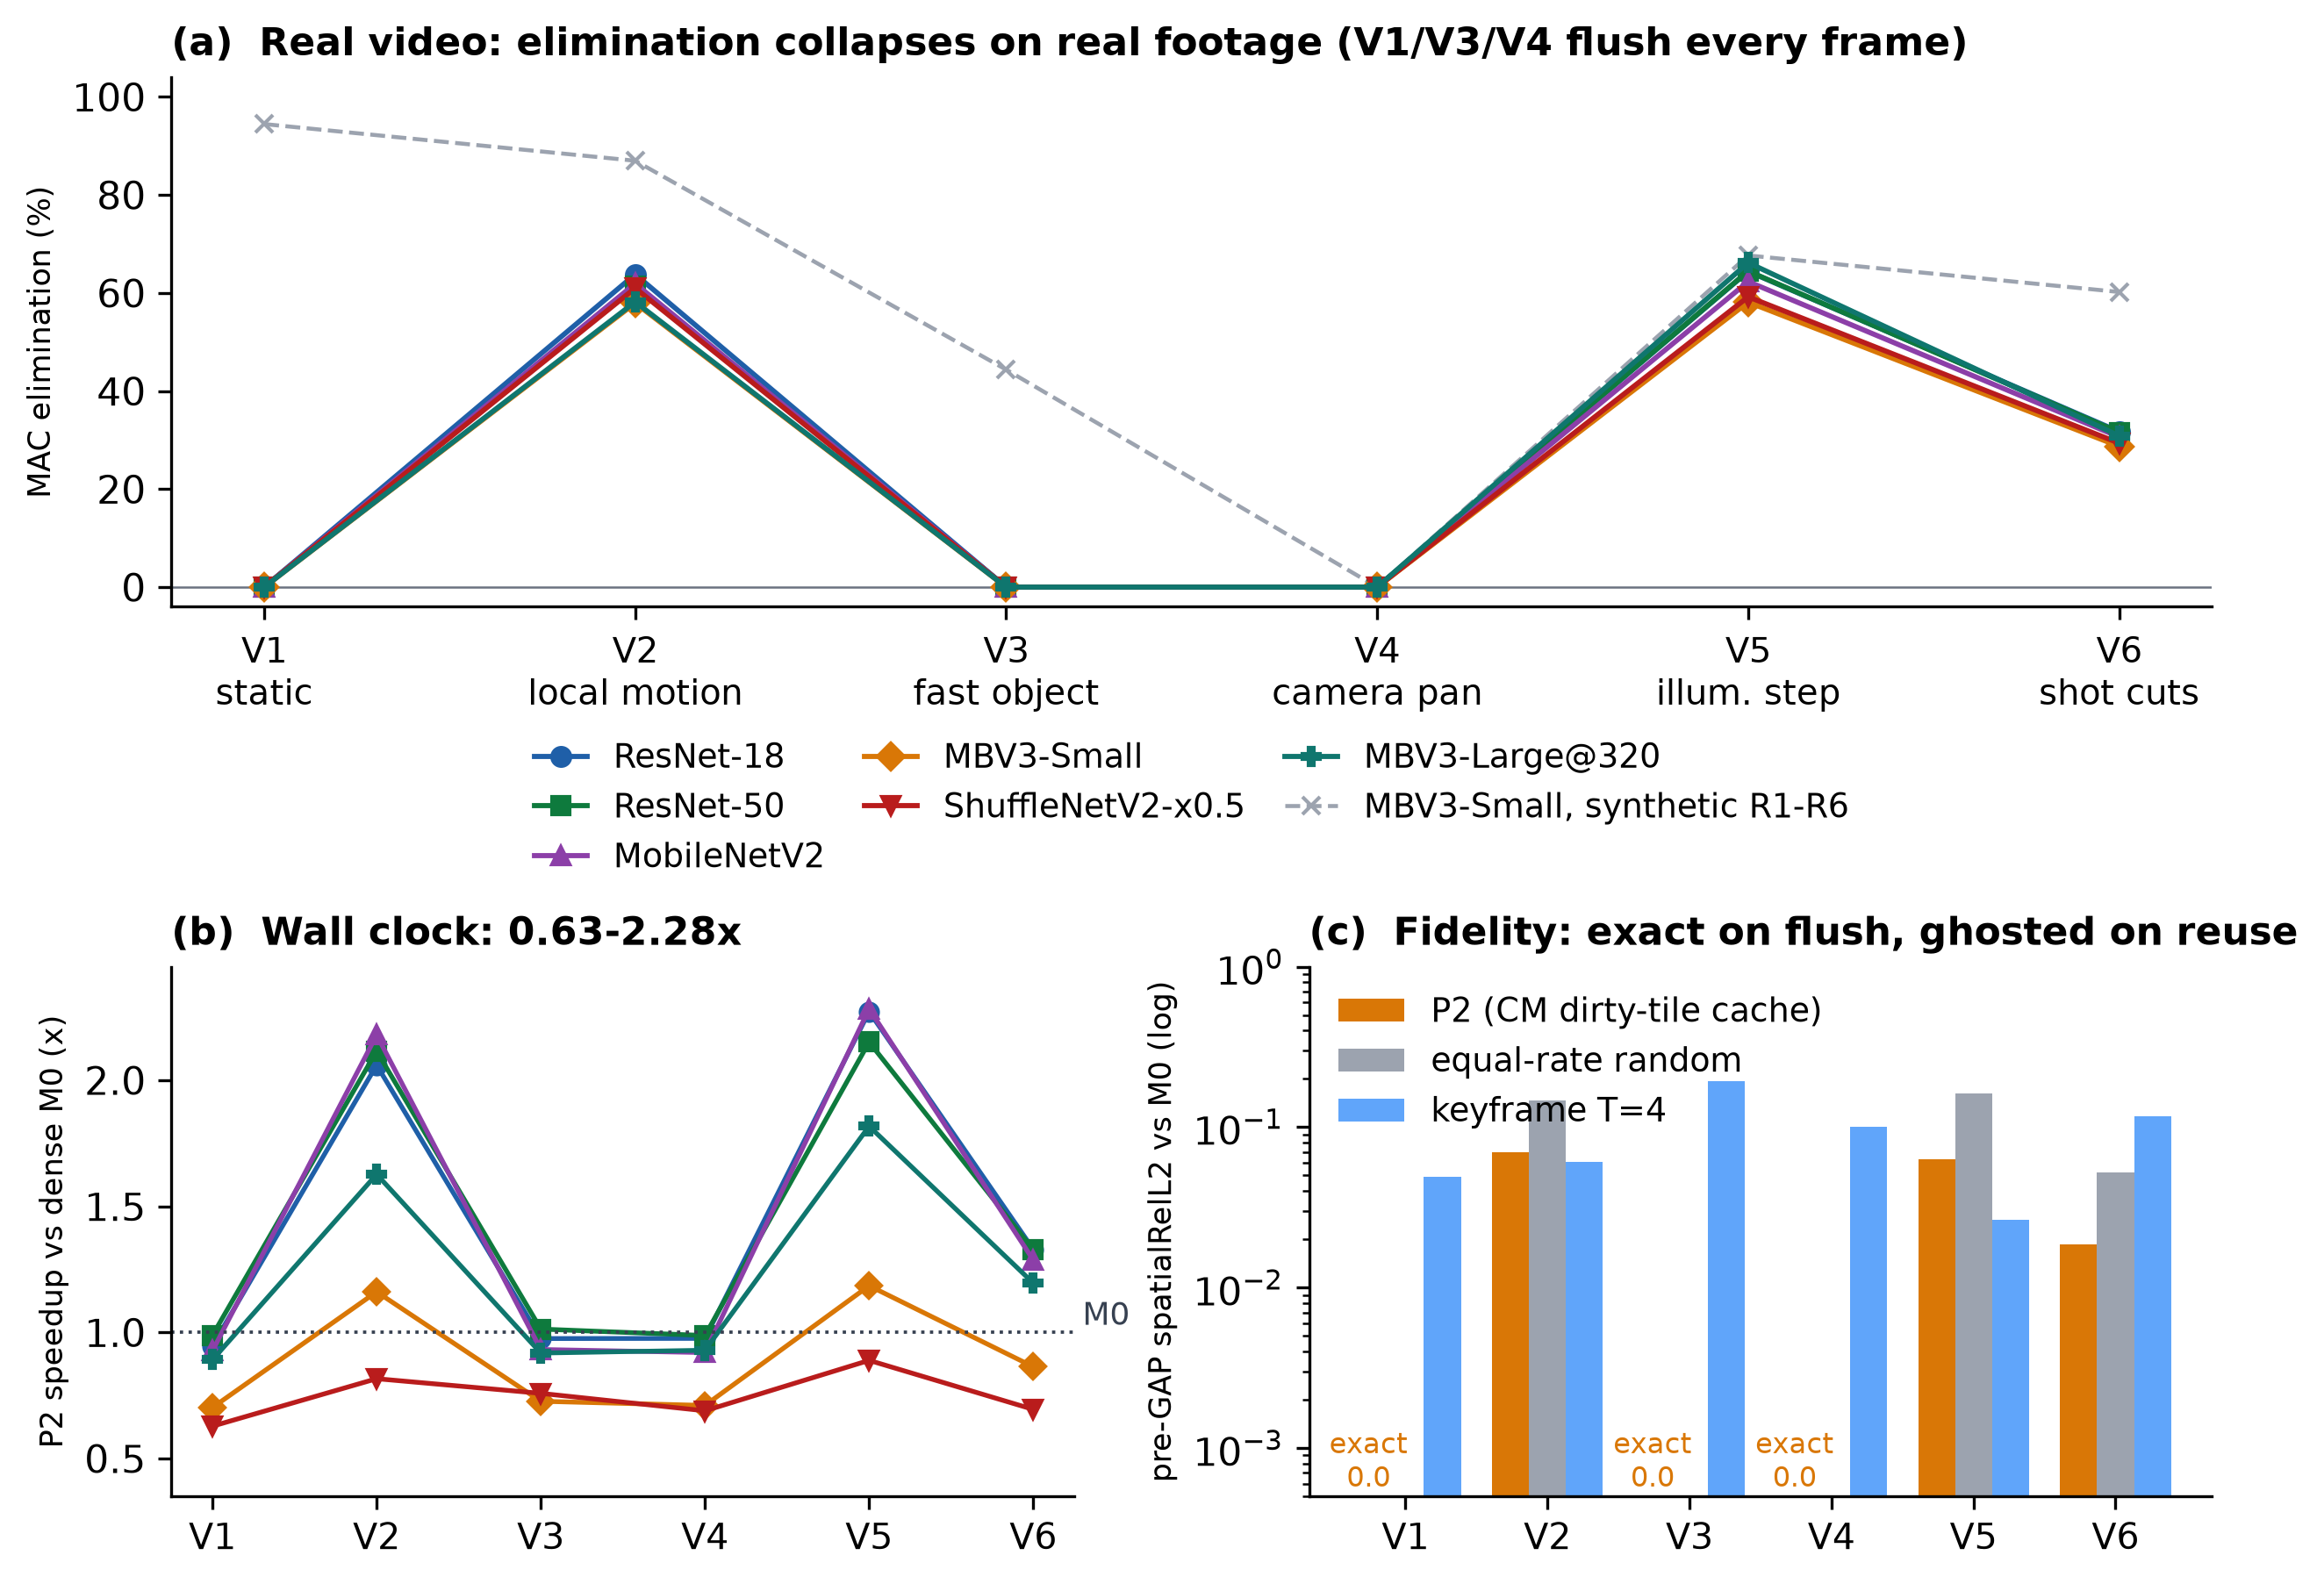 (a) Real video: elimination collapses on real footage (V1/V3/V4 flush every frame)
MAC elimination (%)
100
80
60
40
20
0
V1 V2 V3 V4 V5 V6
static local motion fast object camera pan illum. step shot cuts
ResNet-18 MBV3-Small MBV3-Large@320
ResNet-50 ShuffleNetV2-x0.5 MBV3-Small, synthetic R1-R6
MobileNetV2
(b) Wall clock: 0.63-2.28x
P2 speedup vs dense M0 (x)
2.0
1.5
1.0
0.5
M0
V1 V2 V3 V4 V5 V6
(c) Fidelity: exact on flush, ghosted on reuse
pre-GAP spatialRelL2 vs M0 (log)
10⁰
10⁻¹
10⁻²
10⁻³
P2 (CM dirty-tile cache)
equal-rate random
keyframe T=4
exact exact exact
0.0 0.0 0.0
V1 V2 V3 V4 V5 V6